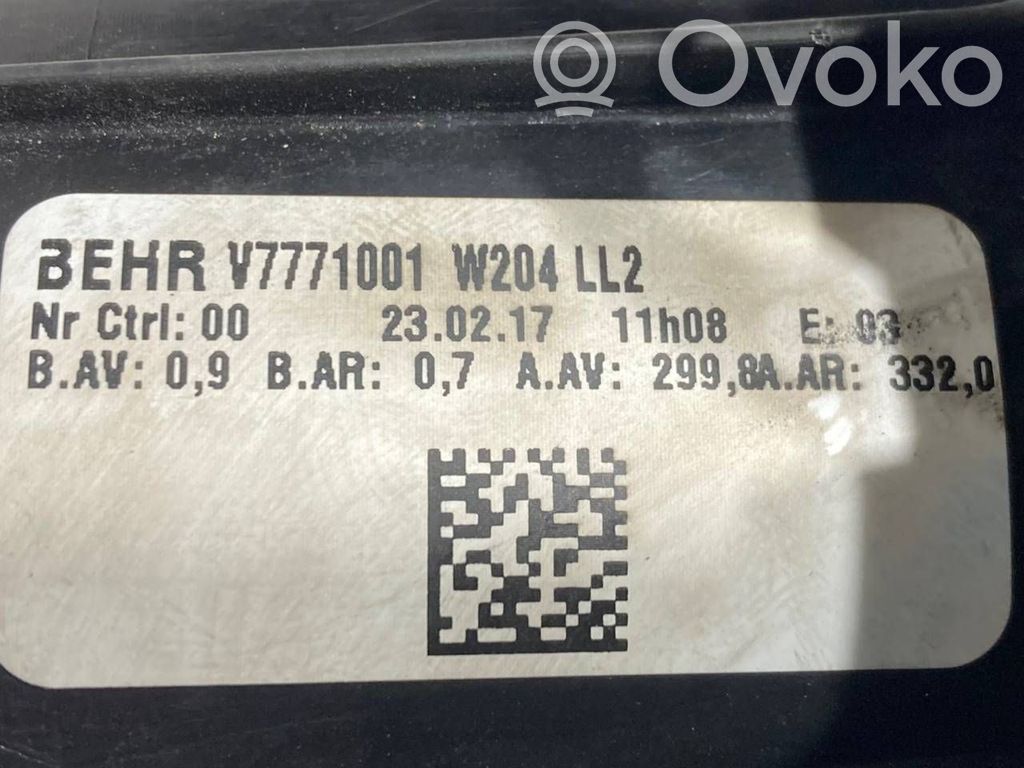 Ovoko
BEHR V7771001 W204 LL2
Nr Ctrl: 00 23.02.17 11h08 E: 03
B.AV: 0,9 B.AR: 0,7 A.AV: 299,8A.AR: 332,0